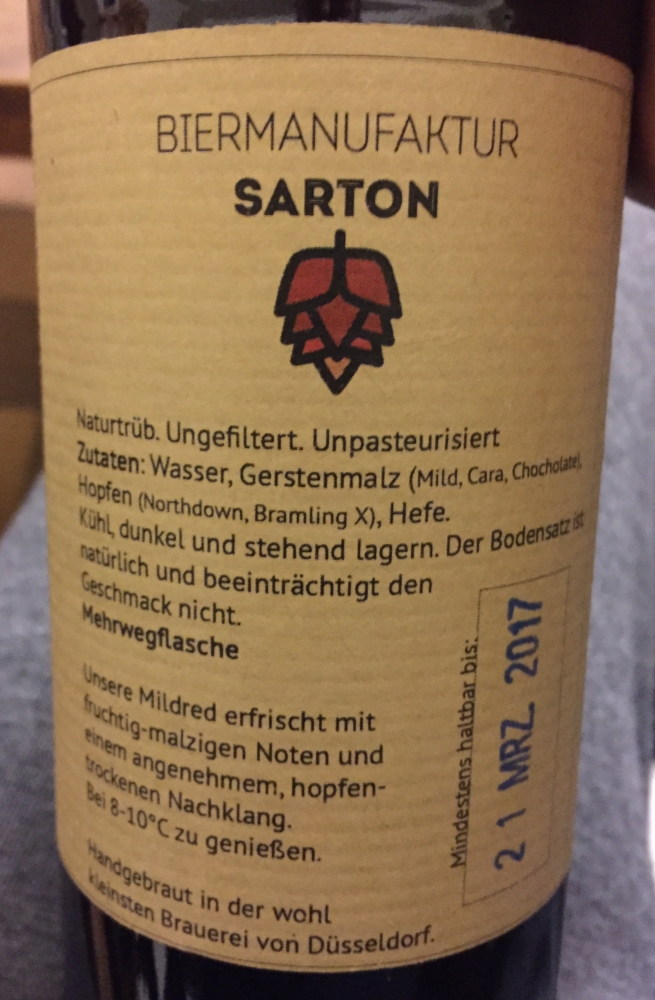 BIERMANUFAKTUR
SARTON
Naturtrüb. Ungefiltert. Unpasteurisiert
Zutaten: Wasser, Gerstenmalz (Mild, Cara, Chocholate),
Hopfen (Northdown, Bramling X), Hefe.
Kühl, dunkel und stehend lagern. Der Bodensatz ist
natürlich und beeinträchtigt den
Geschmack nicht.
Mehrwegflasche
Unsere Mildred erfrischt mit
fruchtig-malzigen Noten und
einem angenehmem, hopfen-
trockenen Nachklang.
Bei 8-10°C zu genießen.
Handgebraut in der wohl
kleinsten Brauerei von Düsseldorf.
Mindestens haltbar bis:
21 MRZ. 2017